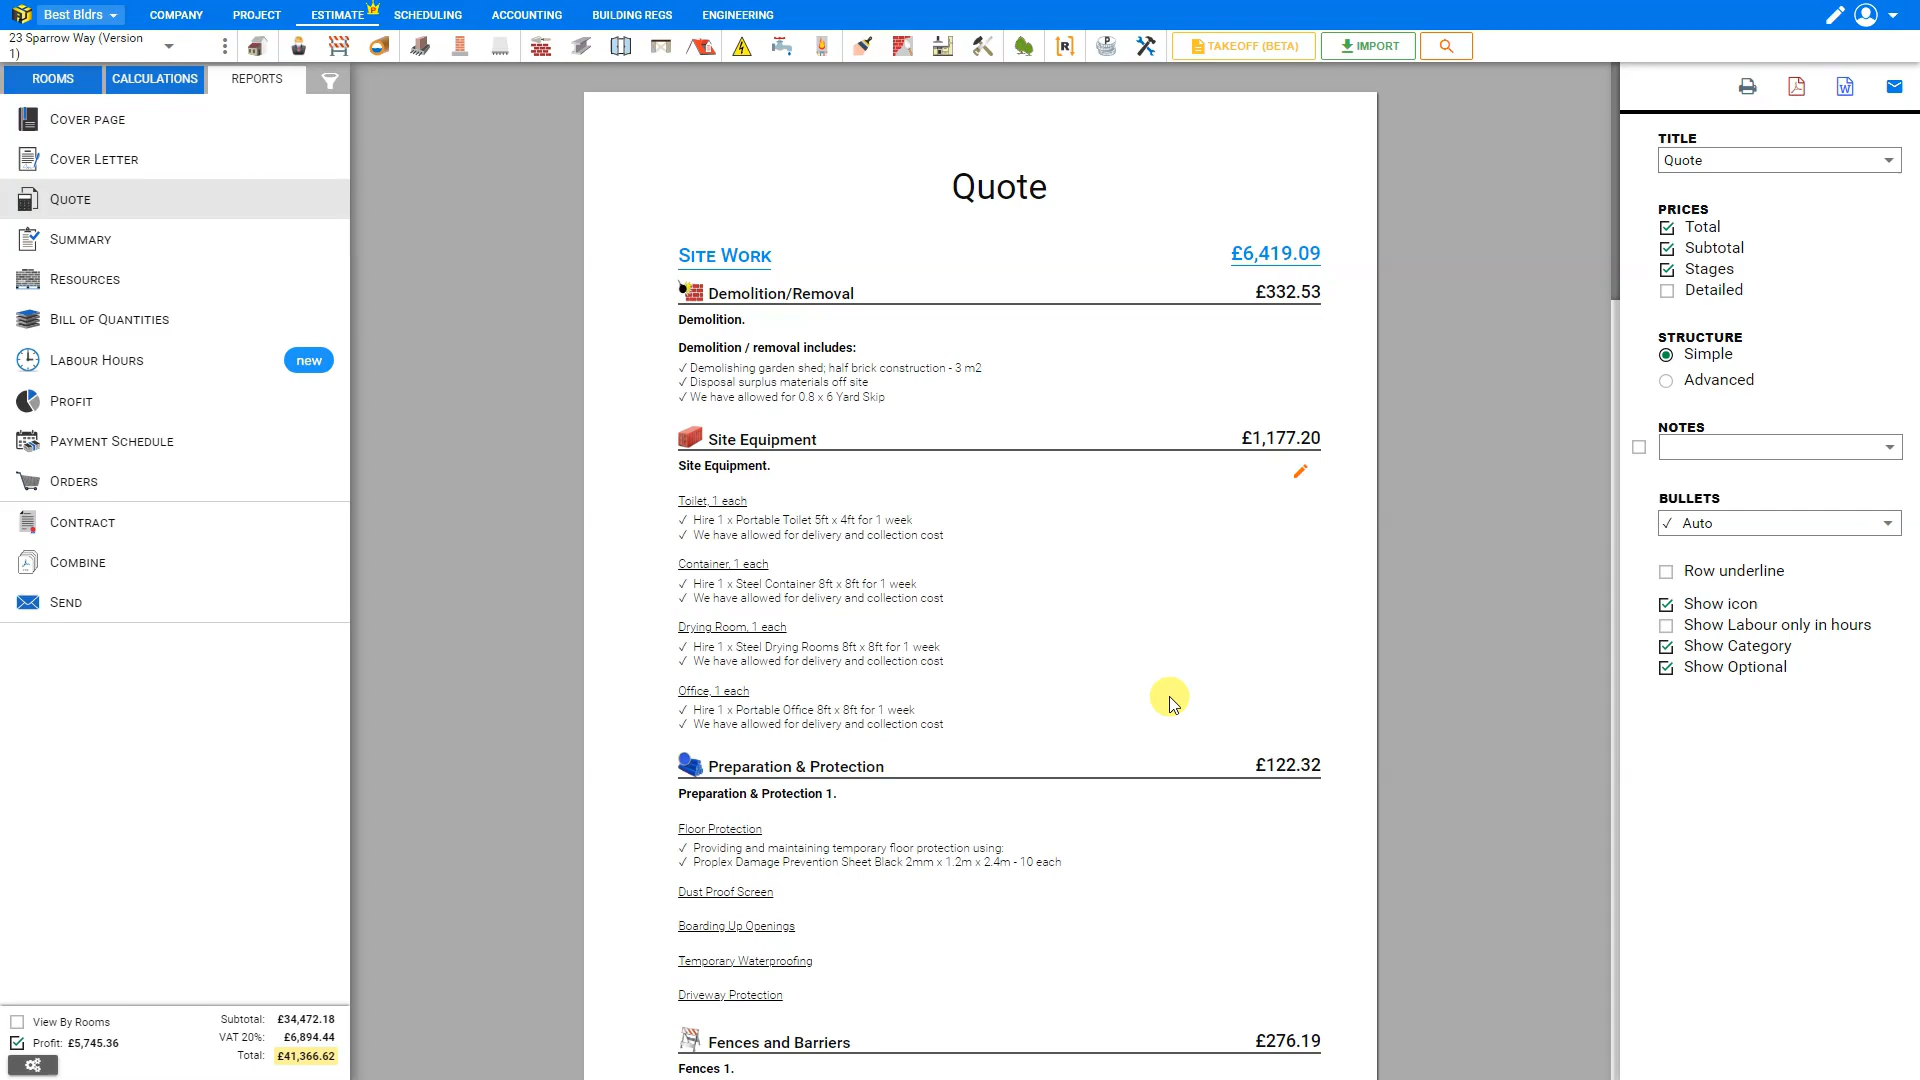 Best Bldrs
COMPANY
PROJECT
ESTIMATE
SCHEDULING
ACCOUNTING
BUILDING REGS
ENGINEERING
23 Sparrow Way (Version
1)
[R]
TAKEOFF (BETA)
IMPORT
ROOMS
CALCULATIONS
REPORTS
COVER PAGE
COVER LETTER
QUOTE
SUMMARY
RESOURCES
BILL OF QUANTITIES
LABOUR HOURS new
PROFIT
PAYMENT SCHEDULE
ORDERS
CONTRACT
COMBINE
SEND
View By Rooms
Profit: £5,745.36
Subtotal: £34,472.18
VAT 20%: £6,894.44
Total: £41,366.62
Quote
SITE WORK £6,419.09
Demolition/Removal £332.53
Demolition.
Demolition / removal includes:
✓ Demolishing garden shed; half brick construction - 3 m2
✓ Disposal surplus materials off site
✓ We have allowed for 0.8 x 6 Yard Skip
Site Equipment £1,177.20
Site Equipment.
Toilet, 1 each
✓ Hire 1 x Portable Toilet 5ft x 4ft for 1 week
✓ We have allowed for delivery and collection cost
Container, 1 each
✓ Hire 1 x Steel Container 8ft x 8ft for 1 week
✓ We have allowed for delivery and collection cost
Drying Room, 1 each
✓ Hire 1 x Steel Drying Rooms 8ft x 8ft for 1 week
✓ We have allowed for delivery and collection cost
Office, 1 each
✓ Hire 1 x Portable Office 8ft x 8ft for 1 week
✓ We have allowed for delivery and collection cost
Preparation & Protection £122.32
Preparation & Protection 1.
Floor Protection
✓ Providing and maintaining temporary floor protection using:
✓ Proplex Damage Prevention Sheet Black 2mm x 1.2m x 2.4m - 10 each
Dust Proof Screen
Boarding Up Openings
Temporary Waterproofing
Driveway Protection
Fences and Barriers £276.19
Fences 1.
TITLE
Quote
PRICES
Total
Subtotal
Stages
Detailed
STRUCTURE
Simple
Advanced
NOTES
BULLETS
✓ Auto
Row underline
Show icon
Show Labour only in hours
Show Category
Show Optional